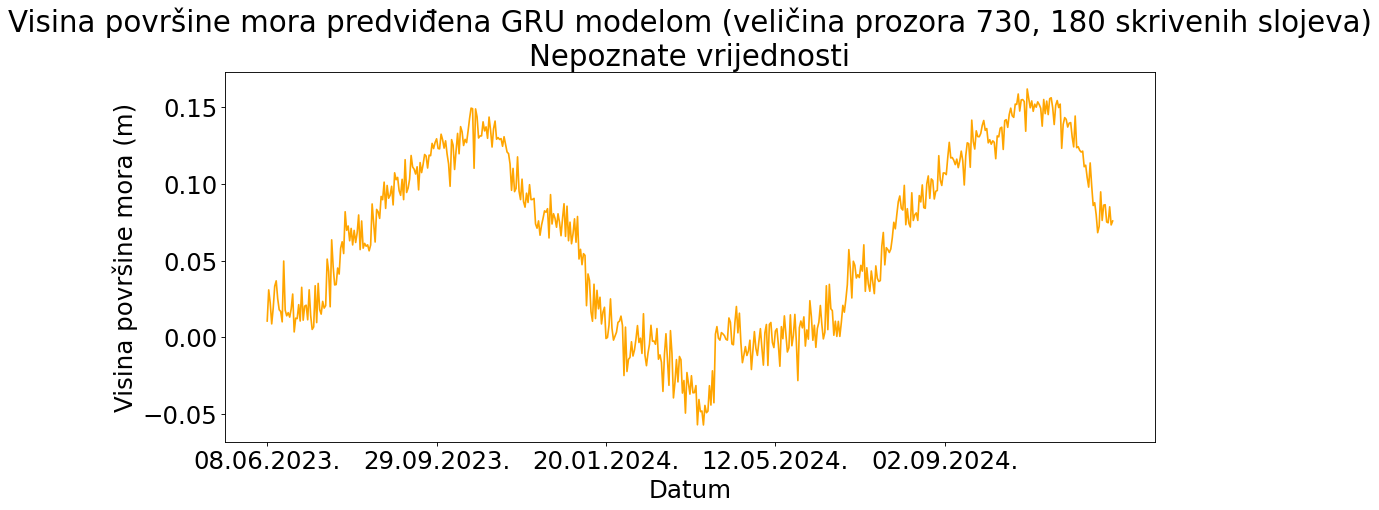 Visina površine mora predviđena GRU modelom (veličina prozora 730, 180 skrivenih slojeva)
Nepoznate vrijednosti
Visina površine mora (m)
0.15
0.10
0.05
0.00
−0.05
08.06.2023. 29.09.2023. 20.01.2024. 12.05.2024. 02.09.2024.
Datum